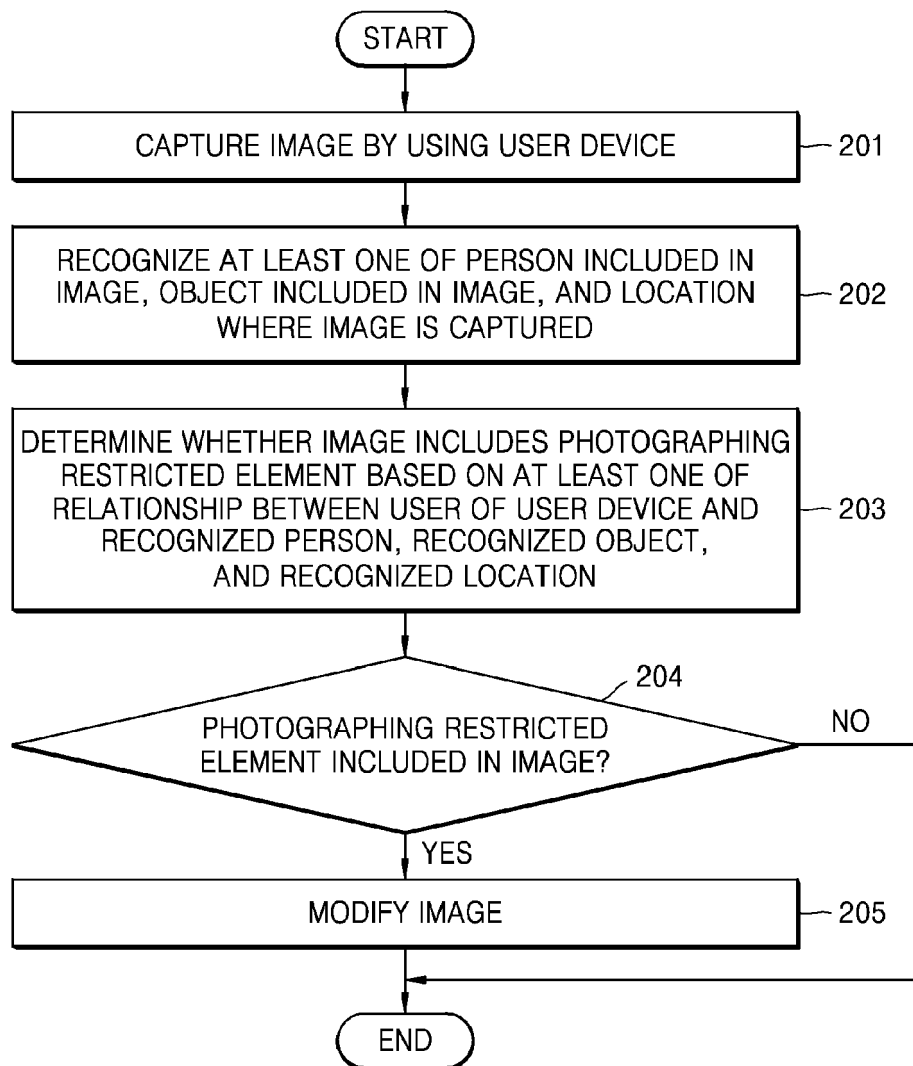 START
CAPTURE IMAGE BY USING USER DEVICE
201
RECOGNIZE AT LEAST ONE OF PERSON INCLUDED IN
IMAGE, OBJECT INCLUDED IN IMAGE, AND LOCATION
WHERE IMAGE IS CAPTURED
202
DETERMINE WHETHER IMAGE INCLUDES PHOTOGRAPHING
RESTRICTED ELEMENT BASED ON AT LEAST ONE OF
RELATIONSHIP BETWEEN USER OF USER DEVICE AND
RECOGNIZED PERSON, RECOGNIZED OBJECT,
AND RECOGNIZED LOCATION
203
204
PHOTOGRAPHING RESTRICTED
ELEMENT INCLUDED IN IMAGE?
NO
YES
MODIFY IMAGE
205
END